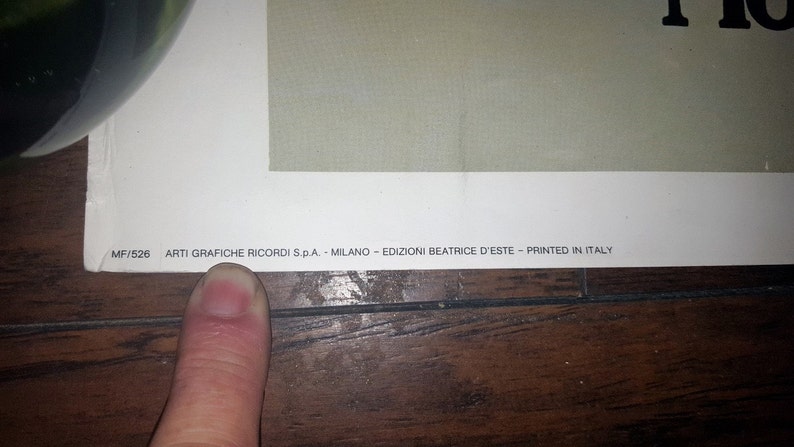 MF/526 ARTI GRAFICHE RICORDI S.p.A. - MILANO – EDIZIONI BEATRICE D'ESTE – PRINTED IN ITALY